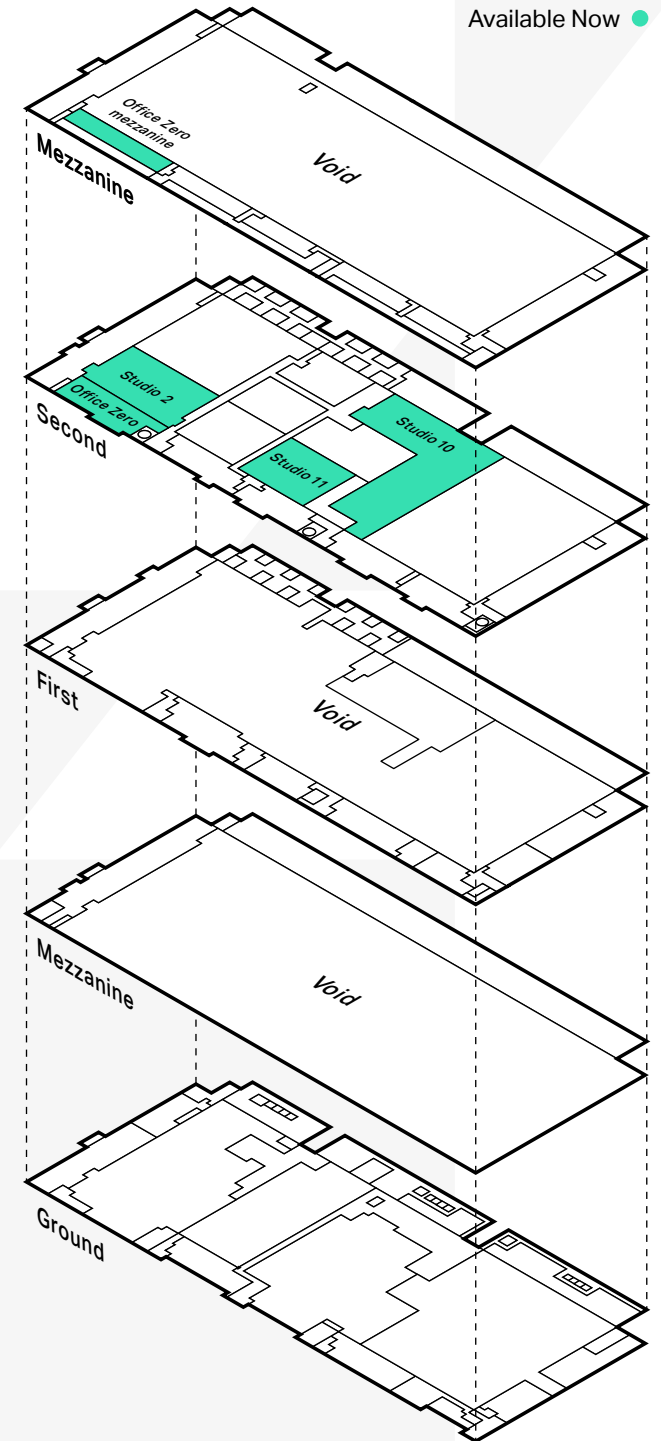 Available Now
Office Zero
mezzanine
Void
Mezzanine
Studio 2
Office Zero
Studio 10
Studio 11
Second
Void
First
Void
Mezzanine
Ground